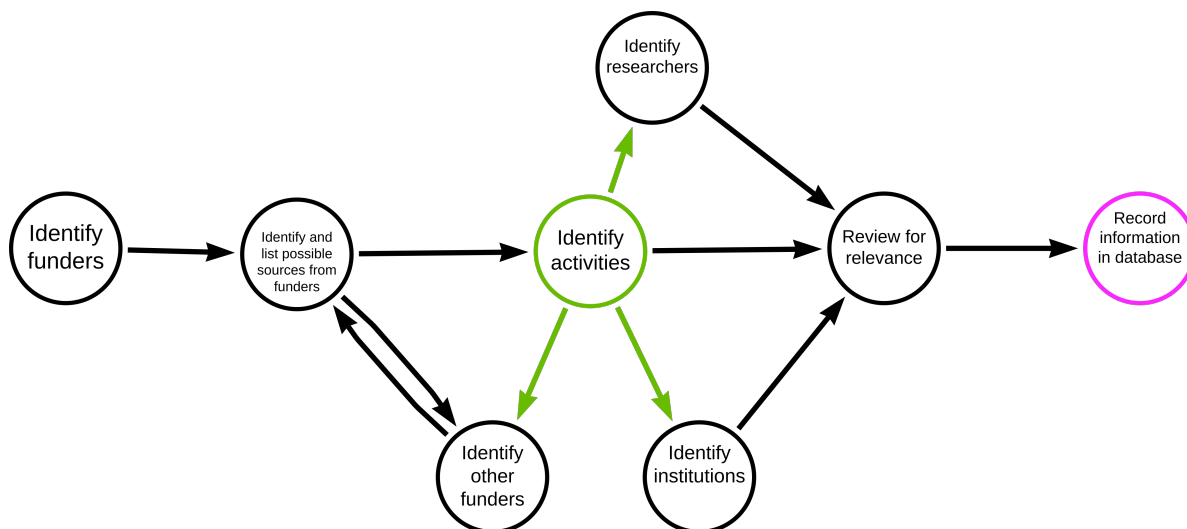 Identify
researchers
Identify
funders
Identify and
list possible
sources from
funders
Identify
activities
Review for
relevance
Record
information
in database
Identify
other
funders
Identify
institutions